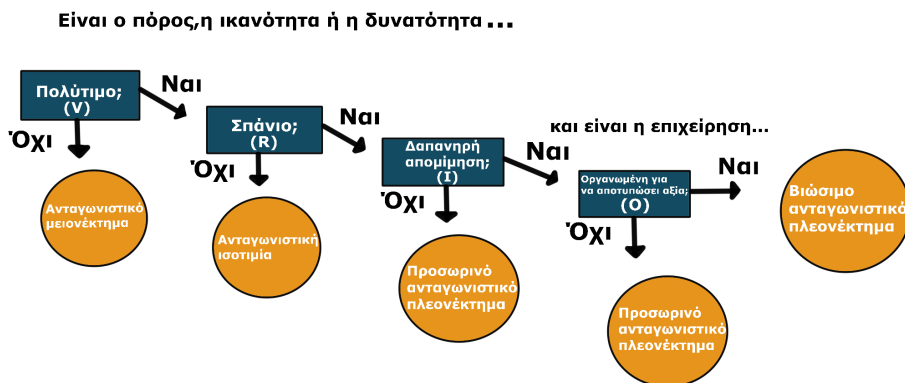 Είναι ο πόρος,η ικανότητα ή η δυνατότητα ...
Πολύτιμο;
(V)
Ναι
Όχι
Ανταγωνιστικό
μειονέκτημα
Σπάνιο;
(R)
Ναι
Όχι
Ανταγωνιστική
ισοτιμία
Δαπανηρή
απομίμηση;
(I)
Ναι
Όχι
Προσωρινό
ανταγωνιστικό
πλεονέκτημα
και είναι η επιχείρηση...
Οργανωμένη για
να αποτυπώσει αξία;
(O)
Ναι
Όχι
Προσωρινό
ανταγωνιστικό
πλεονέκτημα
Βιώσιμο
ανταγωνιστικό
πλεονέκτημα